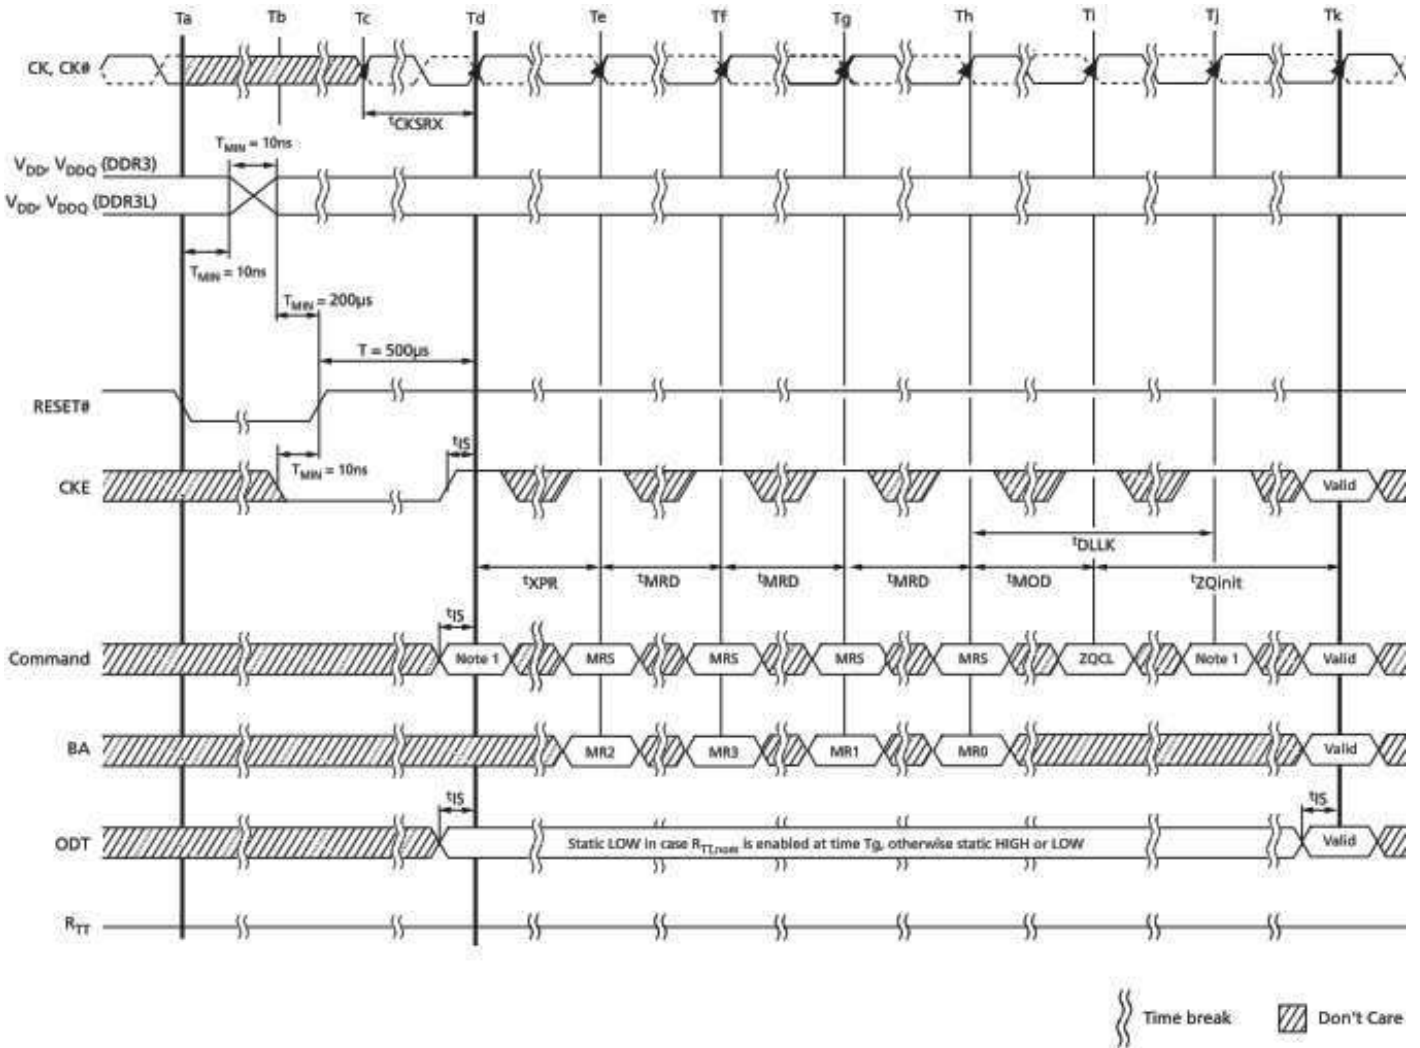 Ta Tb Tc Td Te Tf Tg Th Ti Tj Tk
CK, CK#
tCKSRX
TMIN = 10ns
VDD, VDDQ (DDR3)
VDD, VDDQ (DDR3L)
TMIN = 10ns
TMIN = 200µs
T = 500µs
RESET#
tIS
TMIN = 10ns
CKE Valid
tDLLK
tXPR tMRD tMRD tMRD tMOD tZQinit
tIS
Command Note 1 MRS MRS MRS MRS ZQCL Note 1 Valid
BA MR2 MR3 MR1 MR0 Valid
tIS tIS
ODT Static LOW in case RTT,nom is enabled at time Tg, otherwise static HIGH or LOW Valid
RTT
Time break Don't Care